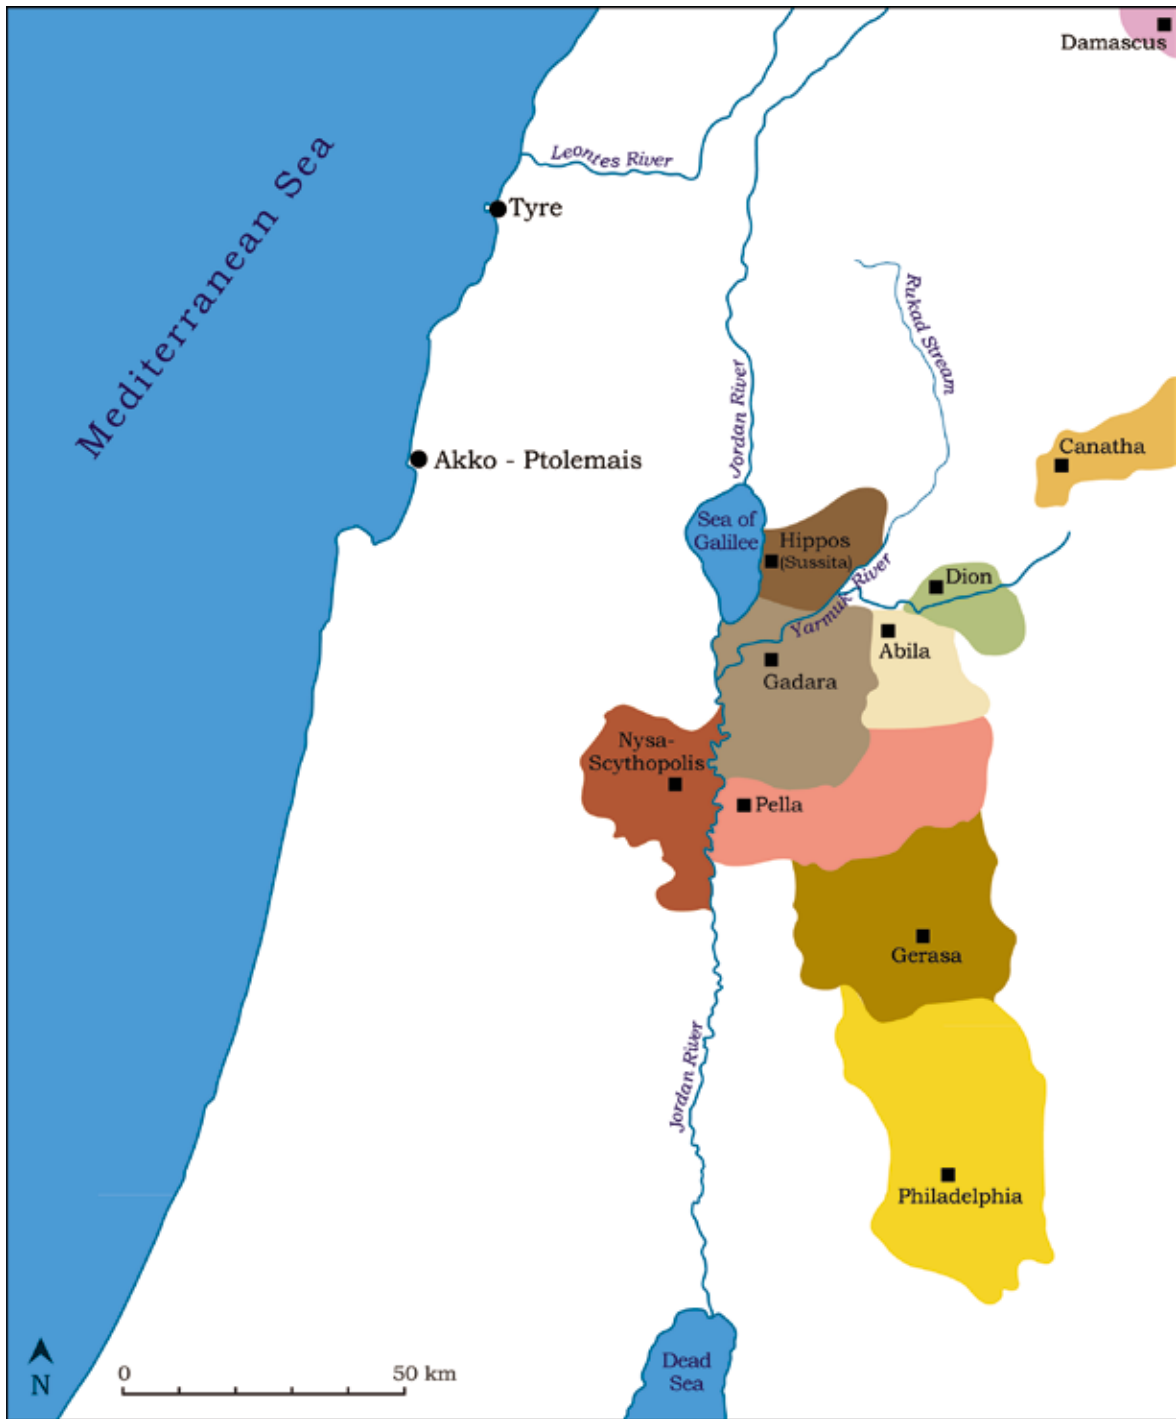 Damascus
Leontes River
Tyre
Mediterranean Sea
Rukad Stream
Jordan River
Canatha
Akko - Ptolemais
Sea of
Galilee
Hippos
(Sussita)
Yarmuk River
Dion
Abila
Gadara
Nysa-
Scythopolis
Pella
Gerasa
Jordan River
Philadelphia
Dead
Sea
N
0 50 km